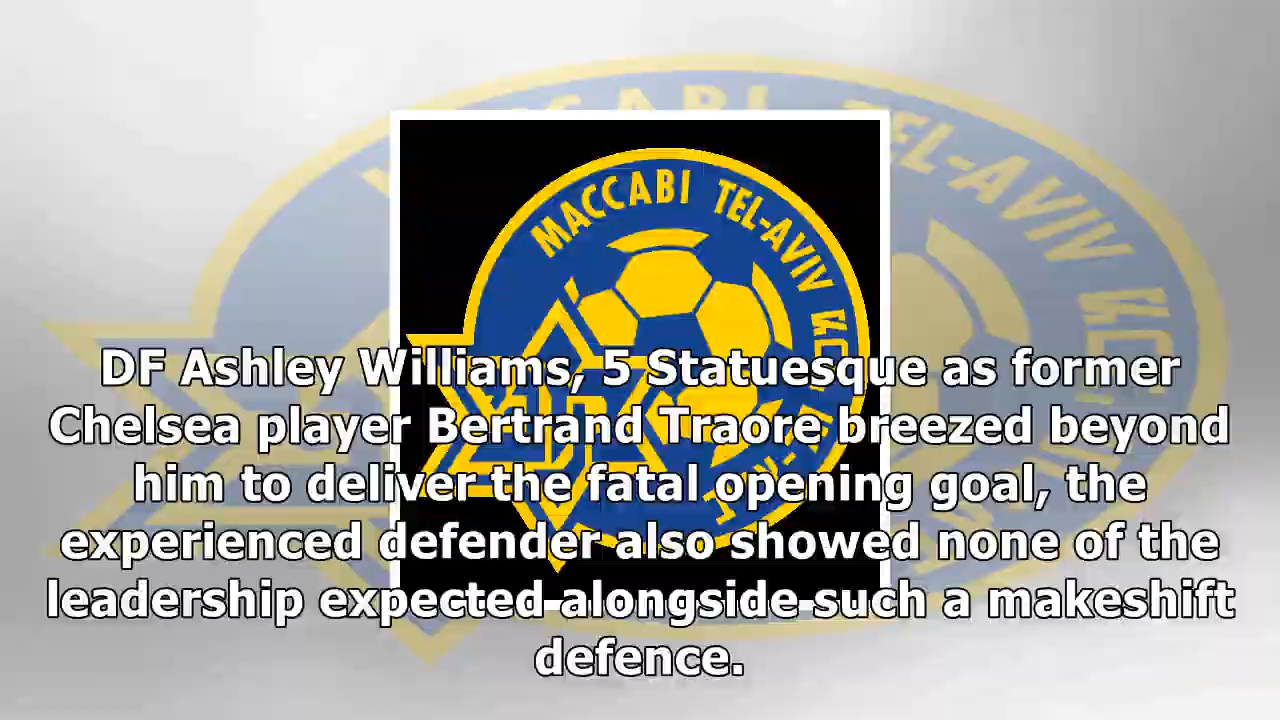 MACCABI TEL-AVIV
DF Ashley Williams, 5 Statuesque as former
Chelsea player Bertrand Traore breezed beyond
him to deliver the fatal opening goal, the
experienced defender also showed none of the
leadership expected alongside such a makeshift
defence.